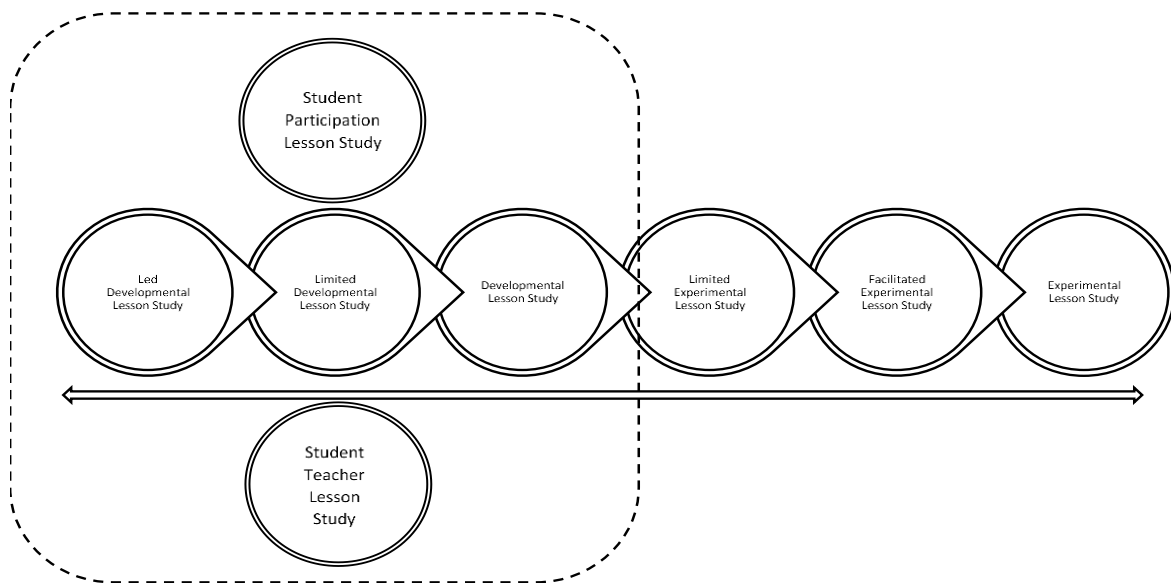 Student
Participation
Lesson Study
Led
Developmental
Lesson Study
Limited
Developmental
Lesson Study
Developmental
Lesson Study
Limited
Experimental
Lesson Study
Facilitated
Experimental
Lesson Study
Experimental
Lesson Study
Student
Teacher
Lesson
Study